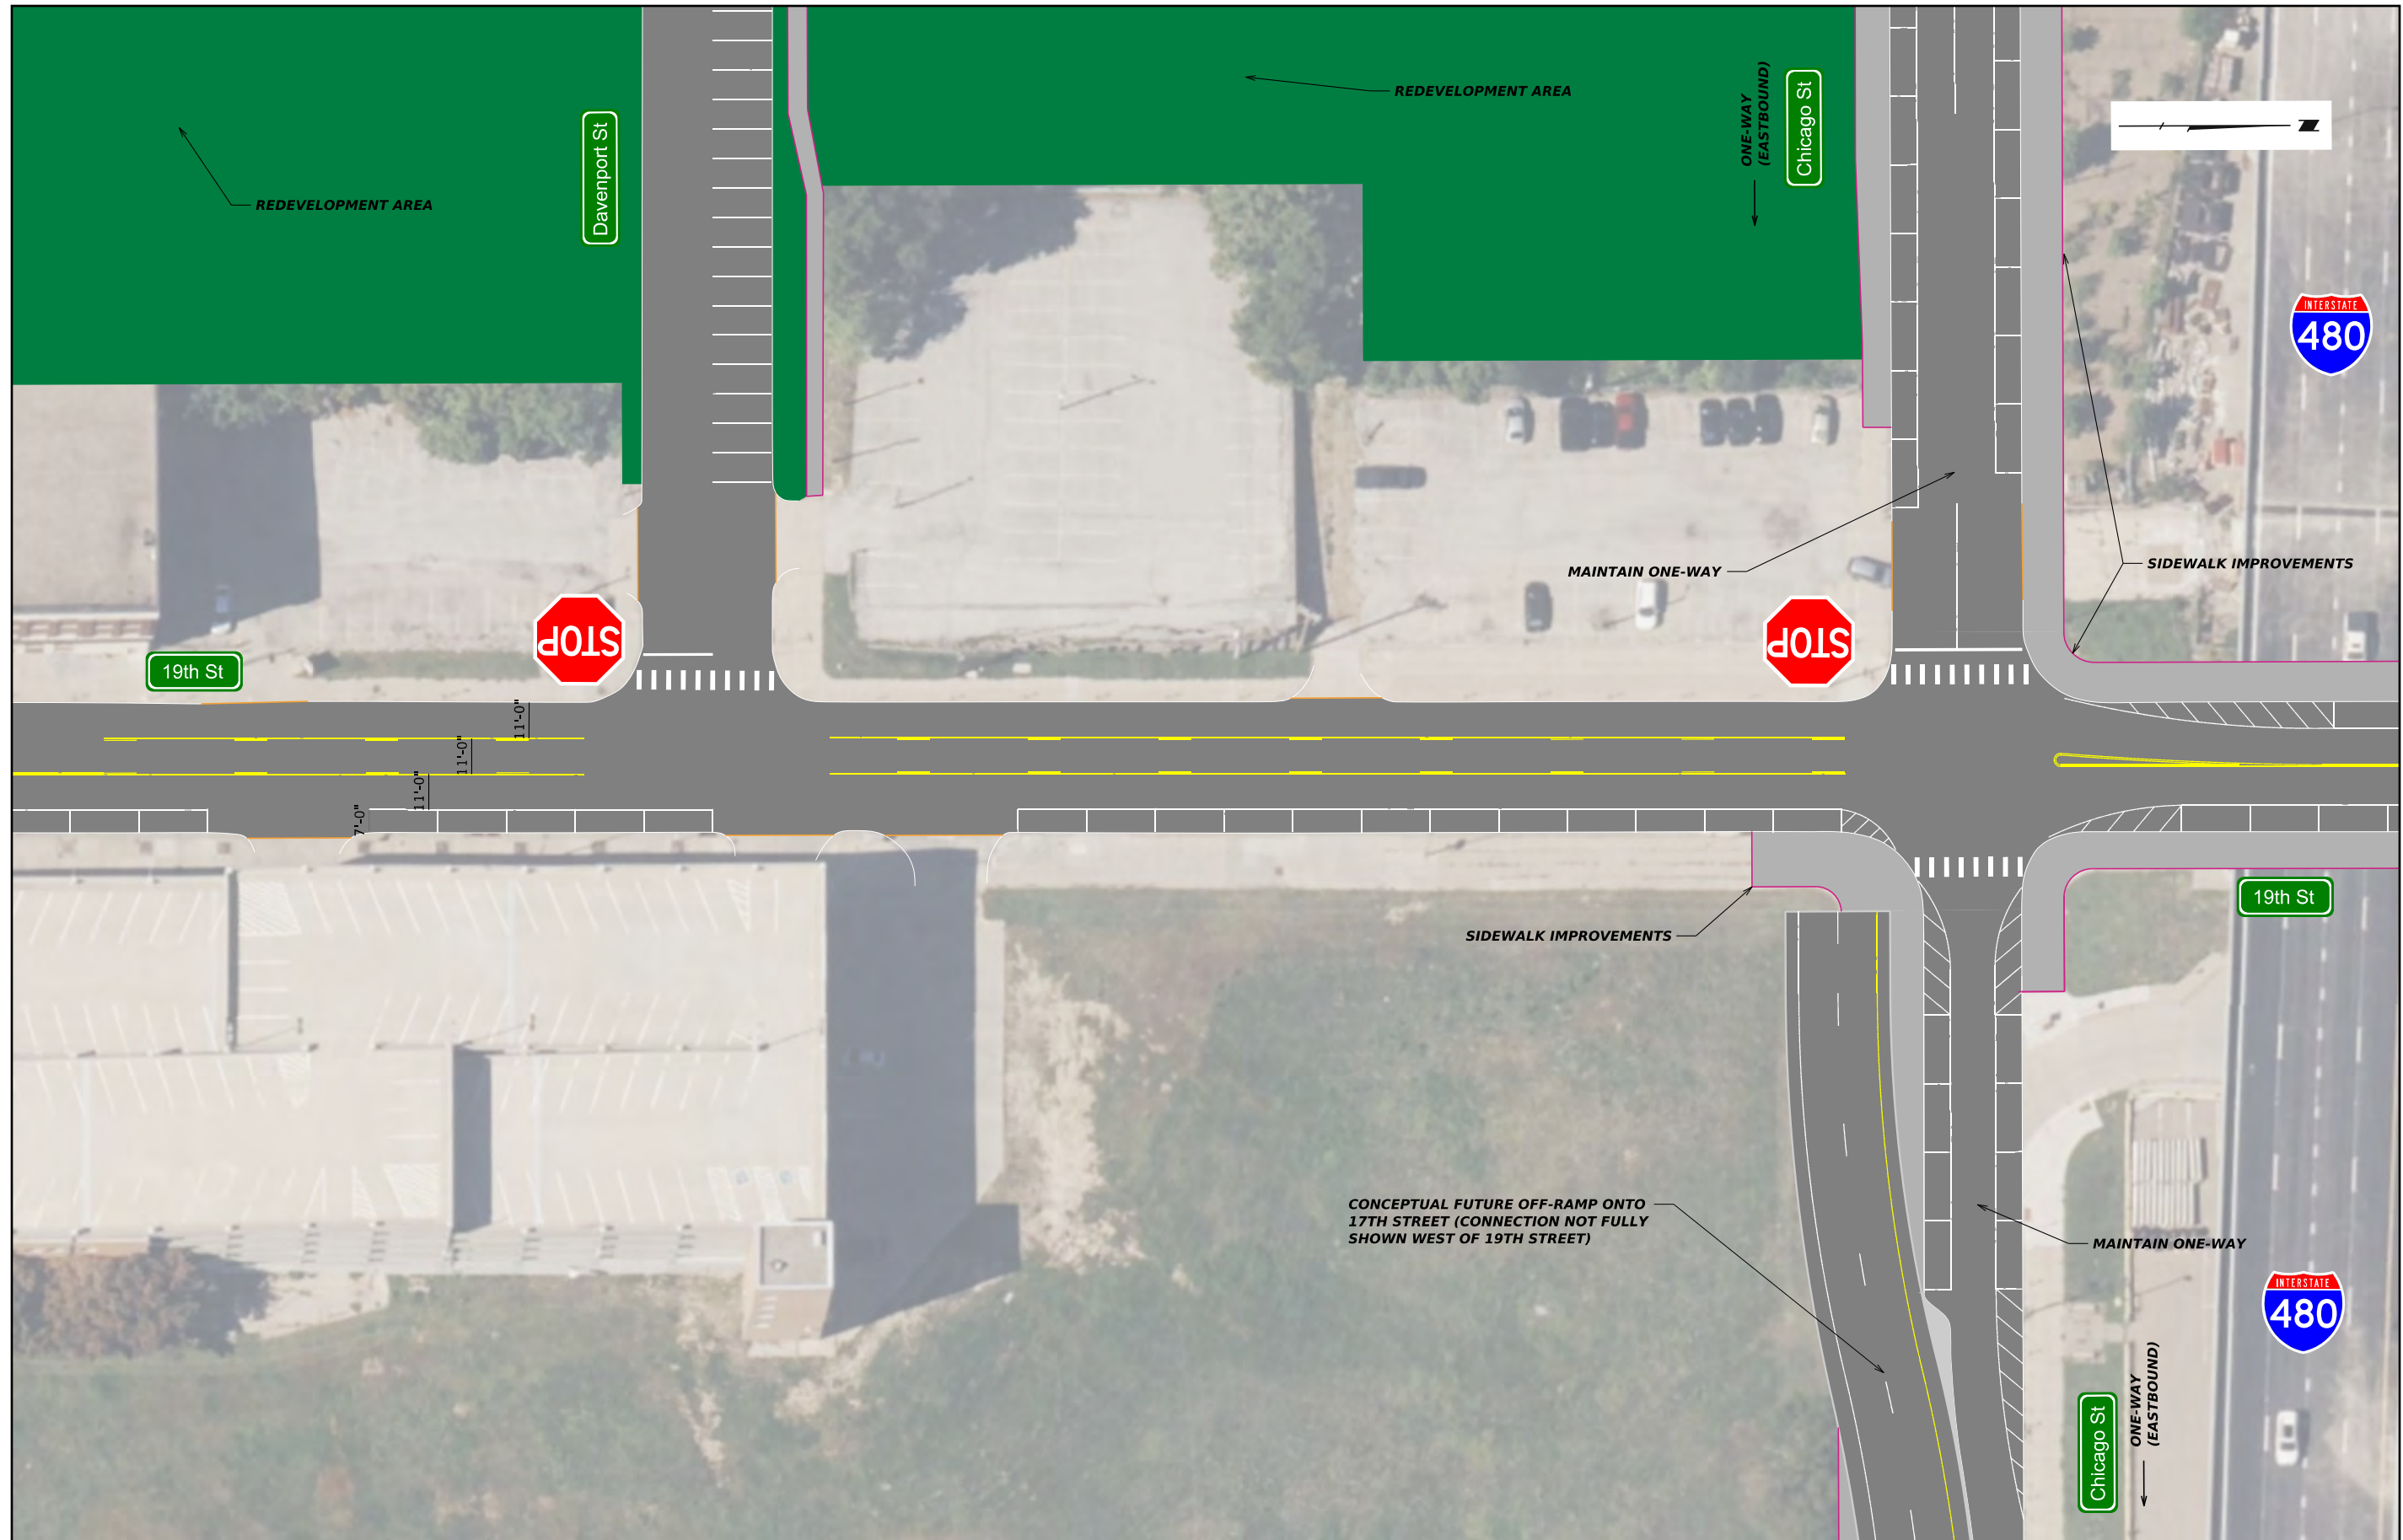 REDEVELOPMENT AREA
ONE-WAY
(EASTBOUND)
Chicago St
Davenport St
REDEVELOPMENT AREA
N
INTERSTATE
480
SIDEWALK IMPROVEMENTS
MAINTAIN ONE-WAY
STOP
STOP
19th St
11'-0"
11'-0"
11'-0"
7'-0"
19th St
SIDEWALK IMPROVEMENTS
CONCEPTUAL FUTURE OFF-RAMP ONTO
17TH STREET (CONNECTION NOT FULLY
SHOWN WEST OF 19TH STREET)
MAINTAIN ONE-WAY
INTERSTATE
480
Chicago St
ONE-WAY
(EASTBOUND)